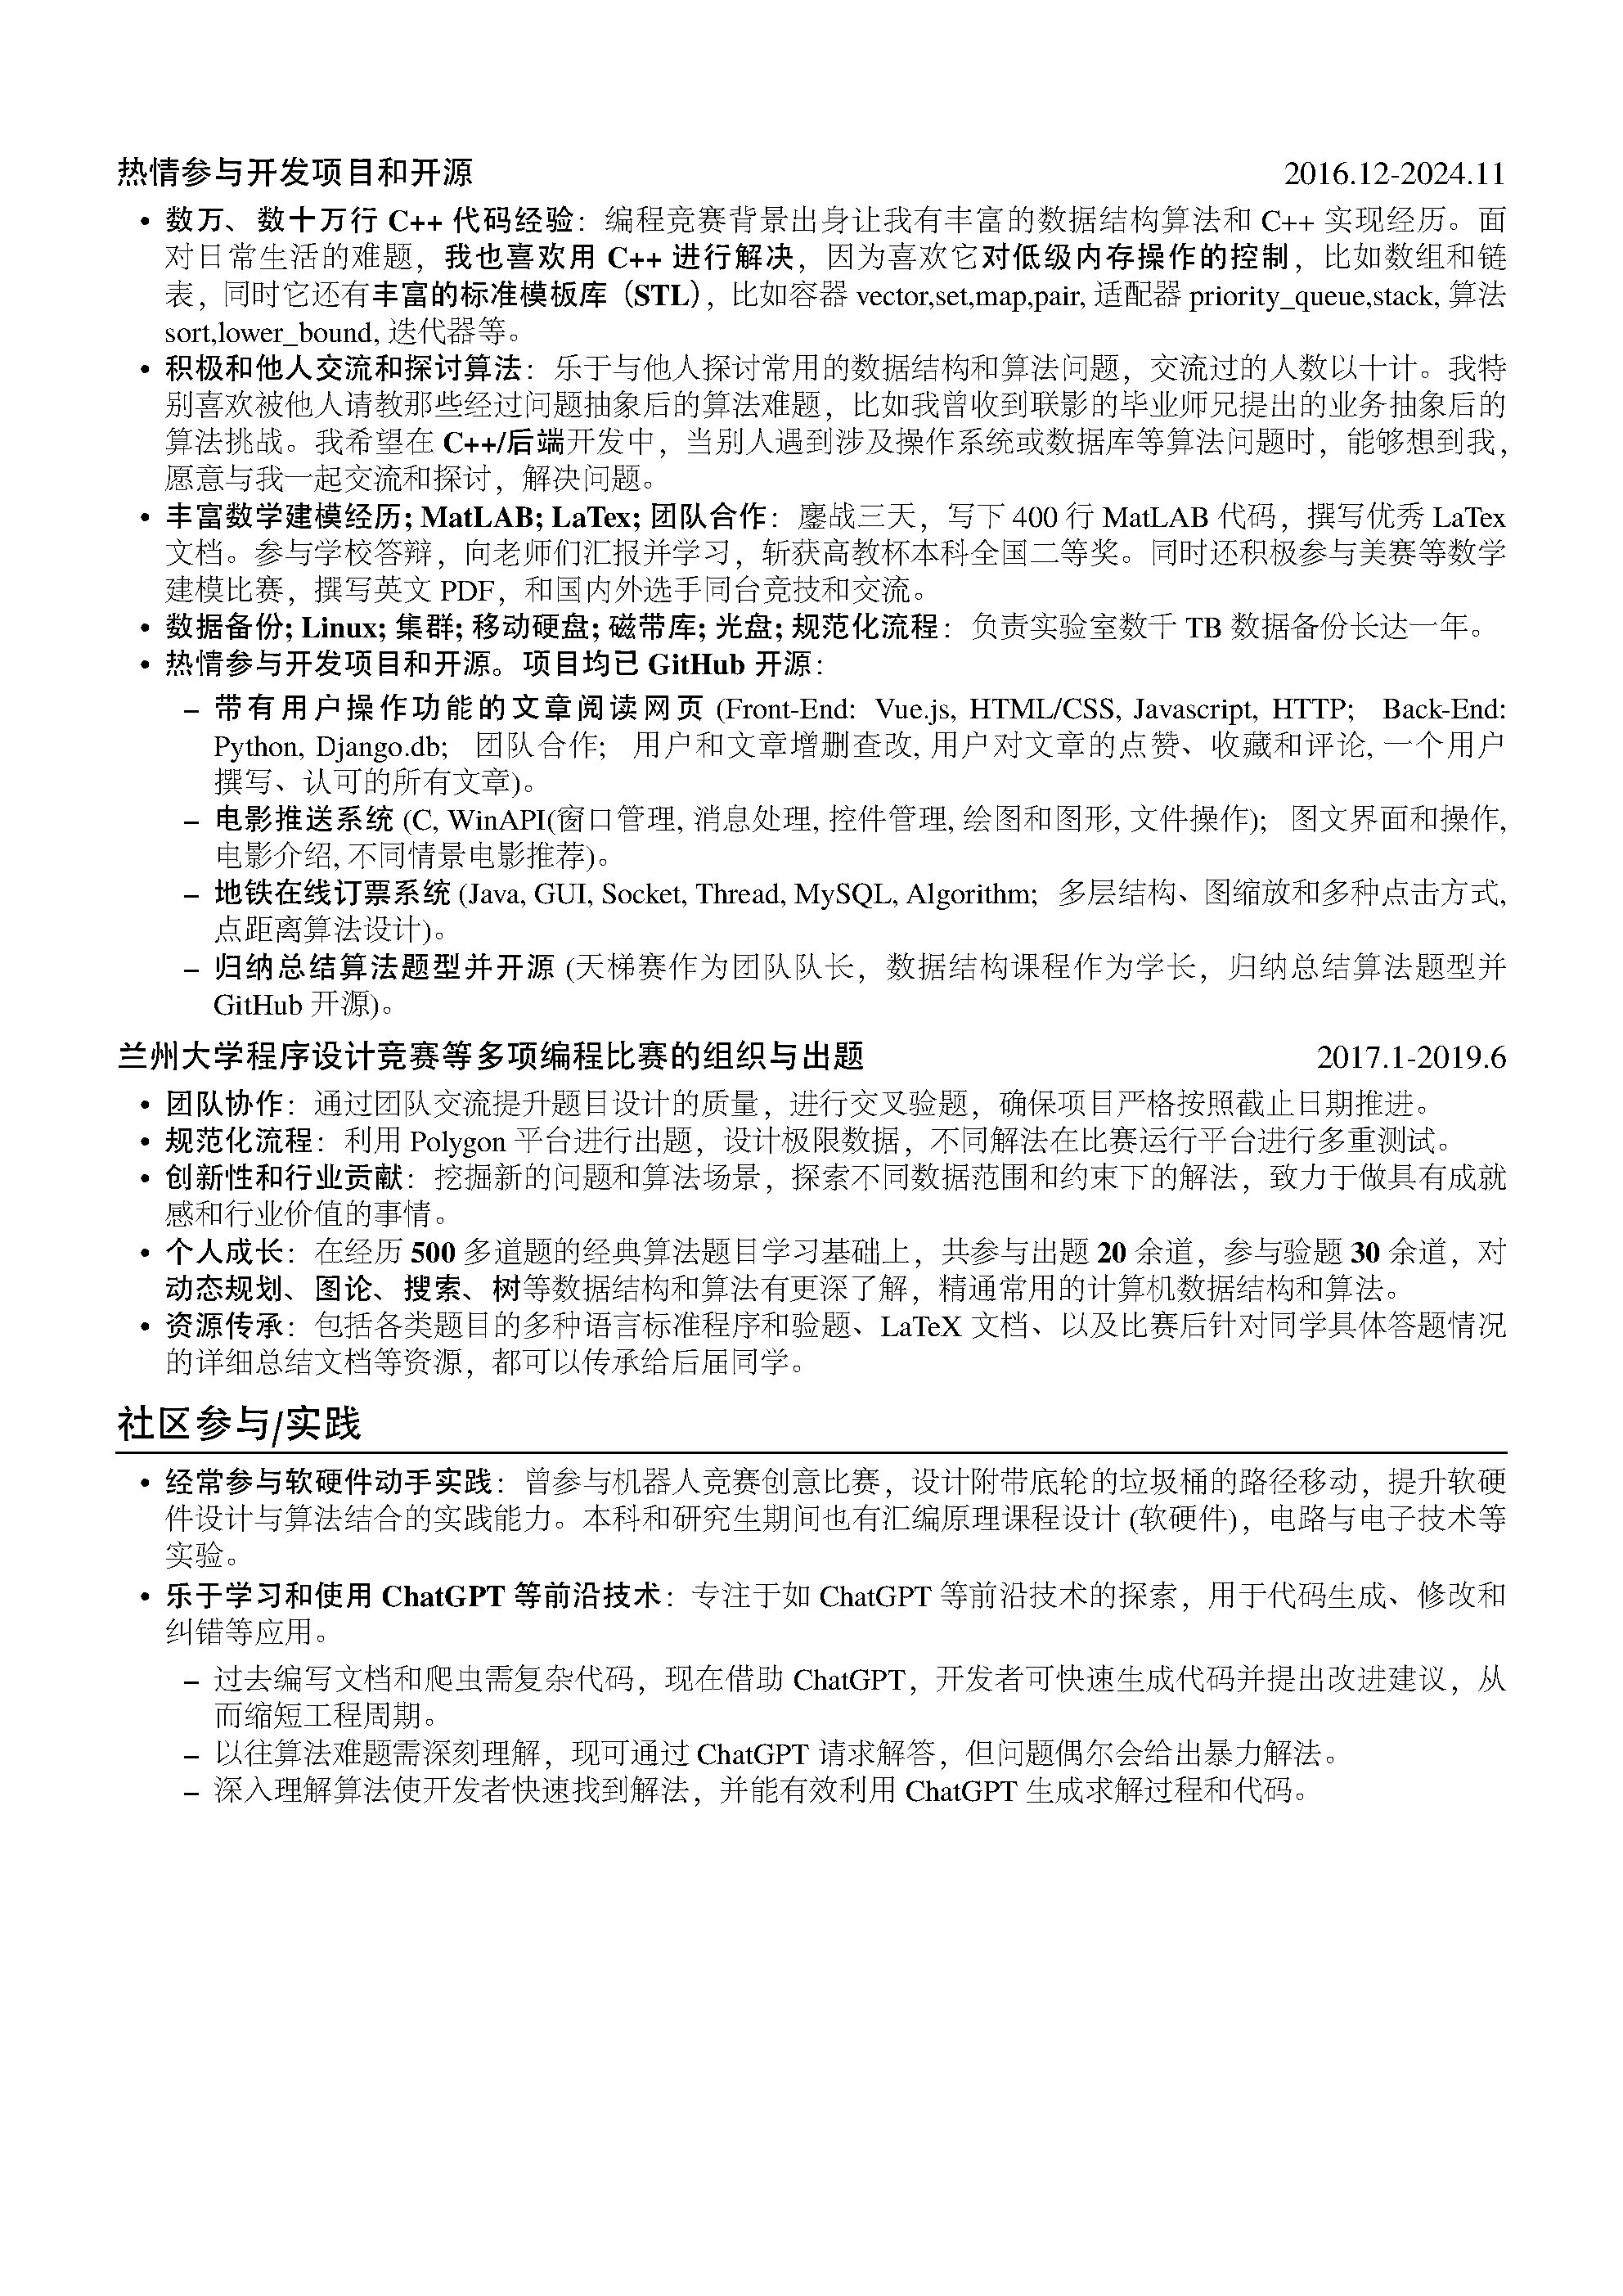 热情参与开发项目和开源 2016.12-2024.11
• 数万、数十万行 C++ 代码经验：编程竞赛背景出身让我有丰富的数据结构算法和 C++ 实现经历。面
对日常生活的难题，我也喜欢用 C++ 进行解决，因为喜欢它对低级内存操作的控制，比如数组和链
表，同时它还有丰富的标准模板库（STL），比如容器 vector,set,map,pair, 适配器 priority_queue,stack, 算法
sort,lower_bound, 迭代器等。
• 积极和他人交流和探讨算法：乐于与他人探讨常用的数据结构和算法问题，交流过的人数以十计。我特
别喜欢被他人请教那些经过问题抽象后的算法难题，比如我曾收到联影的毕业师兄提出的业务抽象后的
算法挑战。我希望在 C++/后端开发中，当别人遇到涉及操作系统或数据库等算法问题时，能够想到我，
愿意与我一起交流和探讨，解决问题。
• 丰富数学建模经历; MatLAB; LaTex; 团队合作：鏖战三天，写下 400 行 MatLAB 代码，撰写优秀 LaTex
文档。参与学校答辩，向老师们汇报并学习，斩获高教杯本科全国二等奖。同时还积极参与美赛等数学
建模比赛，撰写英文 PDF，和国内外选手同台竞技和交流。
• 数据备份; Linux; 集群; 移动硬盘; 磁带库; 光盘; 规范化流程：负责实验室数千 TB 数据备份长达一年。
• 热情参与开发项目和开源。项目均已 GitHub 开源：
– 带有用户操作功能的文章阅读网页 (Front-End: Vue.js, HTML/CSS, Javascript, HTTP; Back-End:
Python, Django.db; 团队合作; 用户和文章增删查改, 用户对文章的点赞、收藏和评论, 一个用户
撰写、认可的所有文章)。
– 电影推送系统 (C, WinAPI(窗口管理, 消息处理, 控件管理, 绘图和图形, 文件操作); 图文界面和操作,
电影介绍, 不同情景电影推荐)。
– 地铁在线订票系统 (Java, GUI, Socket, Thread, MySQL, Algorithm; 多层结构、图缩放和多种点击方式,
点距离算法设计)。
– 归纳总结算法题型并开源 (天梯赛作为团队队长，数据结构课程作为学长，归纳总结算法题型并
GitHub 开源)。
兰州大学程序设计竞赛等多项编程比赛的组织与出题 2017.1-2019.6
• 团队协作：通过团队交流提升题目设计的质量，进行交叉验题，确保项目严格按照截止日期推进。
• 规范化流程：利用 Polygon 平台进行出题，设计极限数据，不同解法在比赛运行平台进行多重测试。
• 创新性和行业贡献：挖掘新的问题和算法场景，探索不同数据范围和约束下的解法，致力于做具有成就
感和行业价值的事情。
• 个人成长：在经历 500 多道题的经典算法题目学习基础上，共参与出题 20 余道，参与验题 30 余道，对
动态规划、图论、搜索、树等数据结构和算法有更深了解，精通常用的计算机数据结构和算法。
• 资源传承：包括各类题目的多种语言标准程序和验题、LaTeX 文档、以及比赛后针对同学具体答题情况
的详细总结文档等资源，都可以传承给后届同学。
社区参与/实践
• 经常参与软硬件动手实践：曾参与机器人竞赛创意比赛，设计附带底轮的垃圾桶的路径移动，提升软硬
件设计与算法结合的实践能力。本科和研究生期间也有汇编原理课程设计 (软硬件)，电路与电子技术等
实验。
• 乐于学习和使用 ChatGPT 等前沿技术：专注于如 ChatGPT 等前沿技术的探索，用于代码生成、修改和
纠错等应用。
– 过去编写文档和爬虫需复杂代码，现在借助 ChatGPT，开发者可快速生成代码并提出改进建议，从
而缩短工程周期。
– 以往算法难题需深刻理解，现可通过 ChatGPT 请求解答，但问题偶尔会给出暴力解法。
– 深入理解算法使开发者快速找到解法，并能有效利用 ChatGPT 生成求解过程和代码。